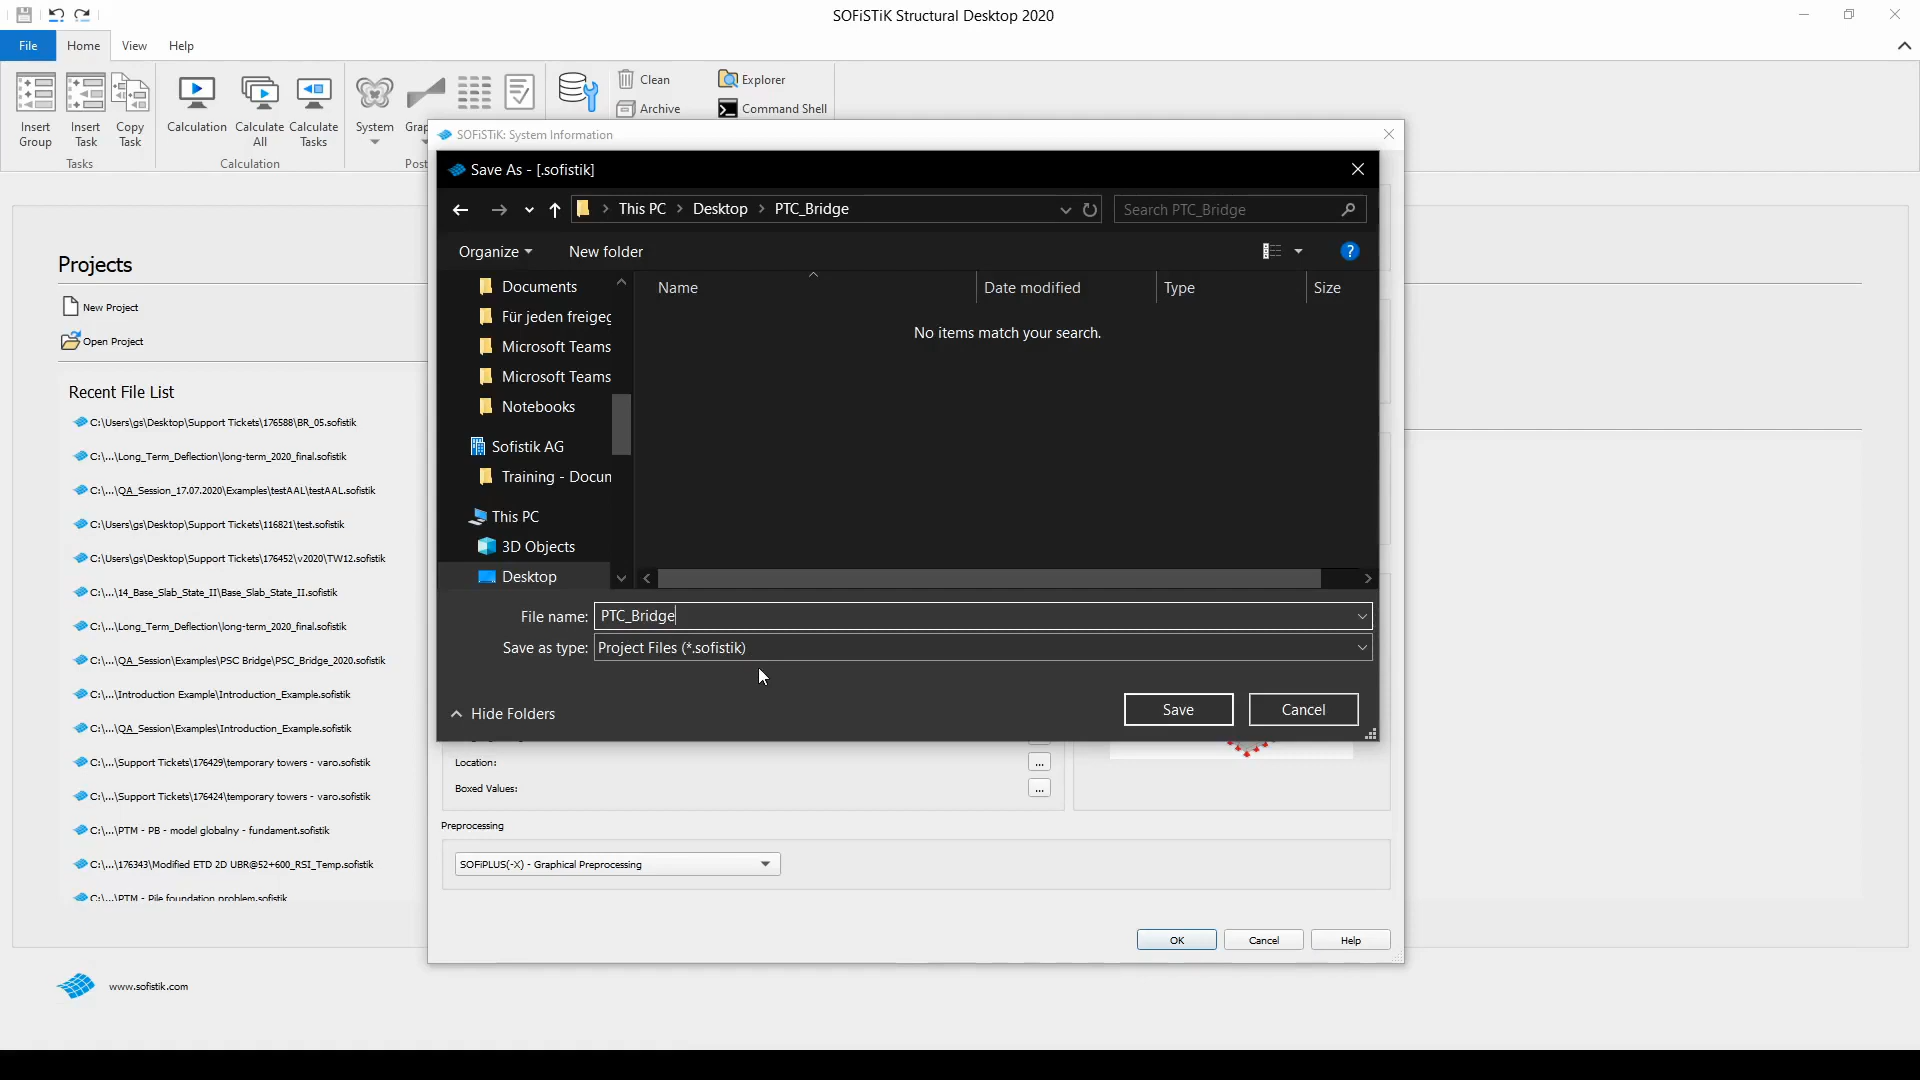 SOFiSTiK Structural Desktop 2020
File Home View Help
Insert Group
Insert Task
Copy Task
Calculation
Calculate All
Calculate Tasks
System
Clean
Archive
Explorer
Command Shell
Tasks
Calculation
SOFiSTiK: System Information
Save As - [.sofistik]
This PC > Desktop > PTC_Bridge
Search PTC_Bridge
Organize
New folder
Name
Date modified
Type
Size
No items match your search.
Documents
Für jeden freigeg
Microsoft Teams
Microsoft Teams
Notebooks
Sofistik AG
Training - Docum
This PC
3D Objects
Desktop
File name: PTC_Bridge
Save as type: Project Files (*.sofistik)
Hide Folders
Save
Cancel
Projects
New Project
Open Project
Recent File List
C:\Users\gs\Desktop\Support Tickets\176588\BR_05.sofistik
C:\...\Long_Term_Deflection\long-term_2020_final.sofistik
C:\...\QA_Session_17.07.2020\Examples\testAAL\testAAL.sofistik
C:\Users\gs\Desktop\Support Tickets\116821\test.sofistik
C:\Users\gs\Desktop\Support Tickets\176452\v2020\TW12.sofistik
C:\...\14_Base_Slab_State_II\Base_Slab_State_II.sofistik
C:\...\Long_Term_Deflection\long-term_2020_final.sofistik
C:\...\QA_Session\Examples\PSC Bridge\PSC_Bridge_2020.sofistik
C:\...\Introduction Example\Introduction_Example.sofistik
C:\...\QA_Session\Examples\Introduction_Example.sofistik
C:\...\Support Tickets\176429\temporary towers - varo.sofistik
C:\...\Support Tickets\176424\temporary towers - varo.sofistik
C:\...\PTM - PB - model globalny - fundament.sofistik
C:\...\176343\Modified ETD 2D UBR@52+600_RSI_Temp.sofistik
C:\...\PTM - Pile foundation problem.sofistik
Location:
...
Boxed Values:
...
Preprocessing
SOFiPLUS(-X) - Graphical Preprocessing
OK
Cancel
Help
www.sofistik.com